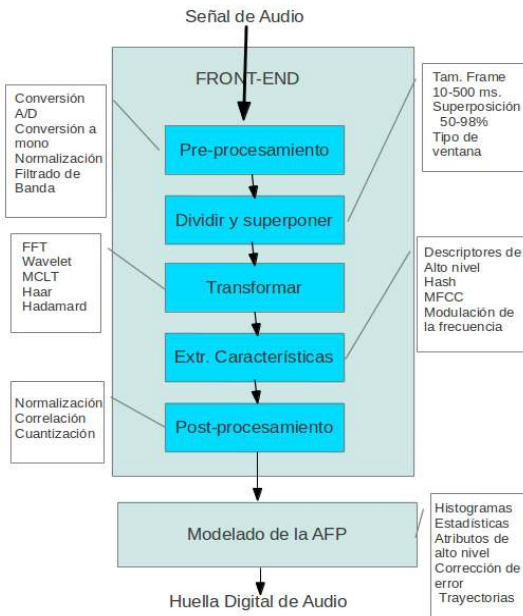 Señal de Audio
FRONT-END
Conversión
A/D
Conversión a
mono
Normalización
Filtrado de
Banda
Pre-procesamiento
Tam. Frame
10-500 ms.
Superposición
50-98%
Tipo de
ventana
Dividir y superponer
FFT
Wavelet
MCLT
Haar
Hadamard
Transformar
Descriptores de
Alto nivel
Hash
MFCC
Modulación de
la frecuencia
Extr. Características
Normalización
Correlación
Cuantización
Post-procesamiento
Modelado de la AFP
Histogramas
Estadísticas
Atributos de
alto nivel
Corrección de
error
Trayectorias
Huella Digital de Audio